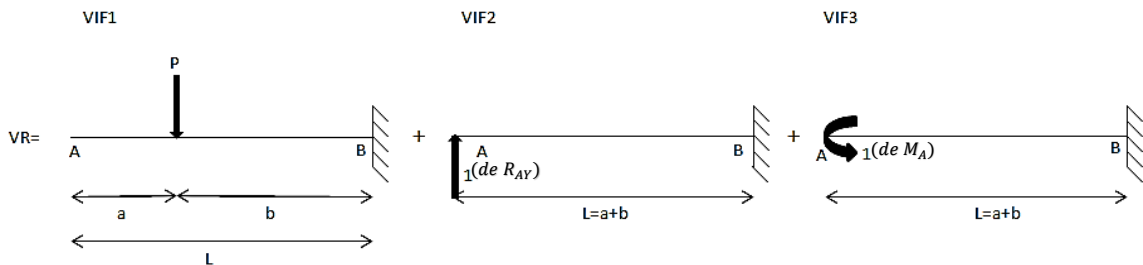 VIF1
VIF2
VIF3
P
VR=
A
B
+
A
1(de R_AY)
B
+
A
1(de M_A)
B
a
b
L=a+b
L=a+b
L